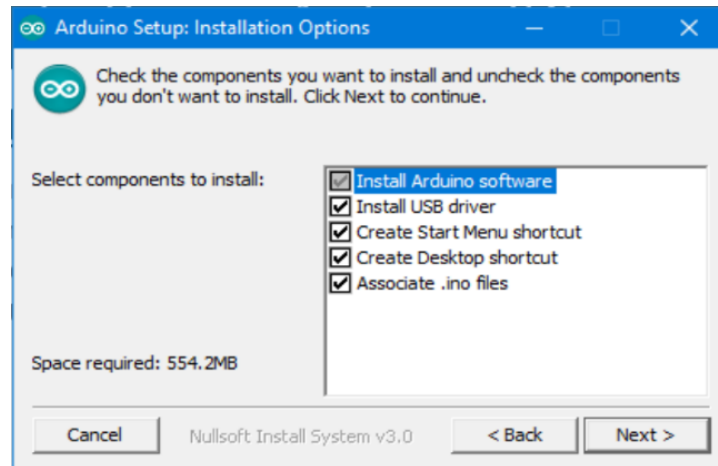 Arduino Setup: Installation Options
Check the components you want to install and uncheck the components
you don't want to install. Click Next to continue.
Select components to install:
Install Arduino software
Install USB driver
Create Start Menu shortcut
Create Desktop shortcut
Associate .ino files
Space required: 554.2MB
Cancel
Nullsoft Install System v3.0
< Back
Next >